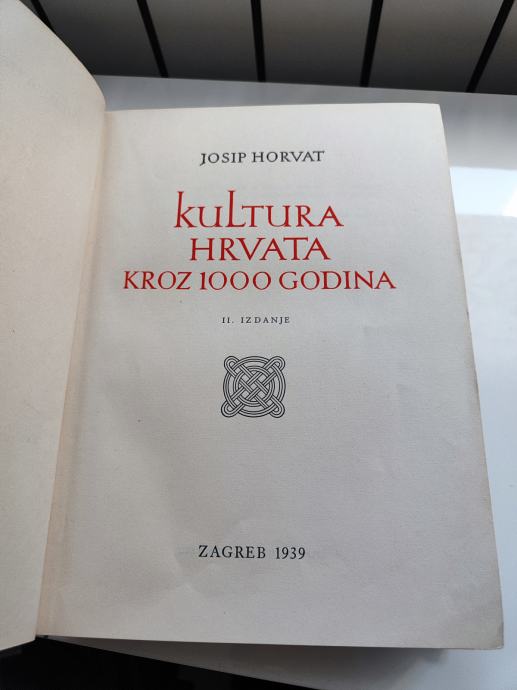 JOSIP HORVAT
kuLTURA
HRVATA
KROZ 1000 GODINA
II. IZDANJE
ZAGREB 1939